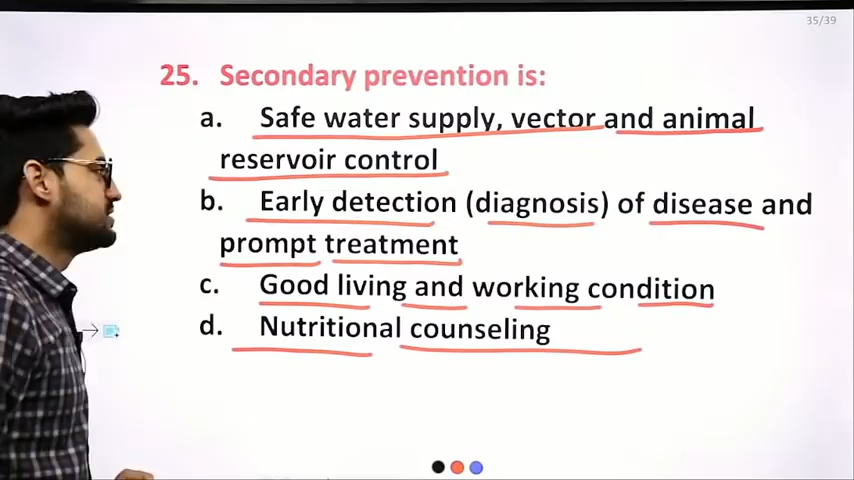 35/39
25. Secondary prevention is:
a. Safe water supply, vector and animal
reservoir control
b. Early detection (diagnosis) of disease and
prompt treatment
c. Good living and working condition
d. Nutritional counseling